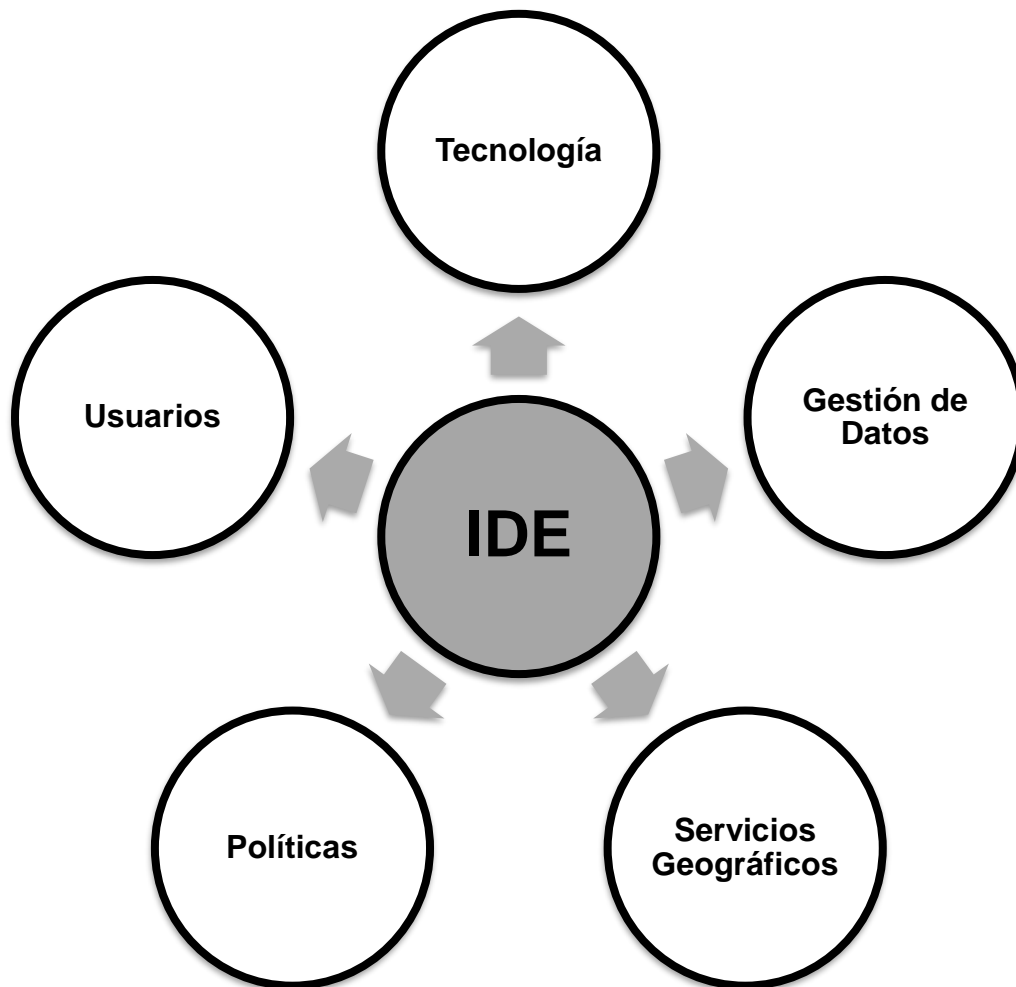 Tecnología
Usuarios
Gestión de
Datos
IDE
Políticas
Servicios
Geográficos